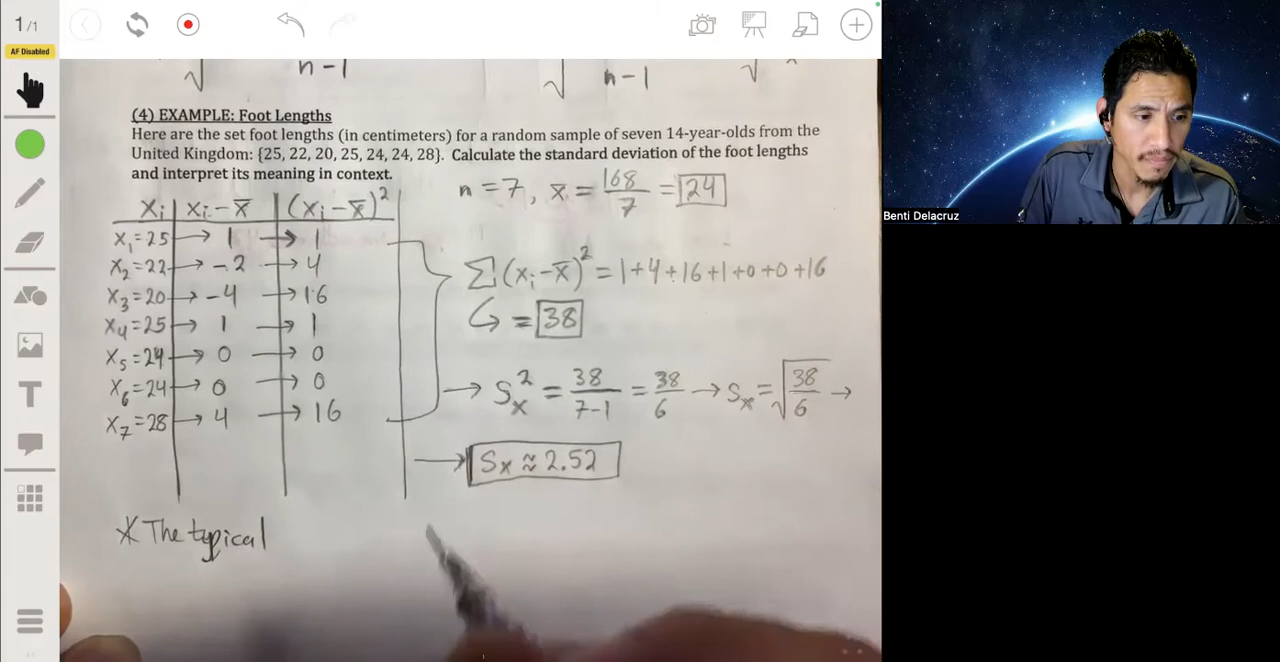 1/1
AF Disabled
n-1
n-1
(4) EXAMPLE: Foot Lengths
Here are the set foot lengths (in centimeters) for a random sample of seven 14-year-olds from the
United Kingdom: {25, 22, 20, 25, 24, 24, 28}. Calculate the standard deviation of the foot lengths
and interpret its meaning in context.
n = 7, x̄ = 168/7 = 24
xᵢ | xᵢ-x̄ | (xᵢ-x̄)²
x₁=25 → 1 → 1
x₂=22 → -2 → 4
x₃=20 → -4 → 16
x₄=25 → 1 → 1
x₅=24 → 0 → 0
x₆=24 → 0 → 0
x₇=28 → 4 → 16
∑(xᵢ-x̄)² = 1+4+16+1+0+0+16
↳ = 38
→ Sₓ² = 38/7-1 = 38/6 → Sₓ = √38/6 →
→ Sₓ ≈ 2.52
* The typical
Benti Delacruz